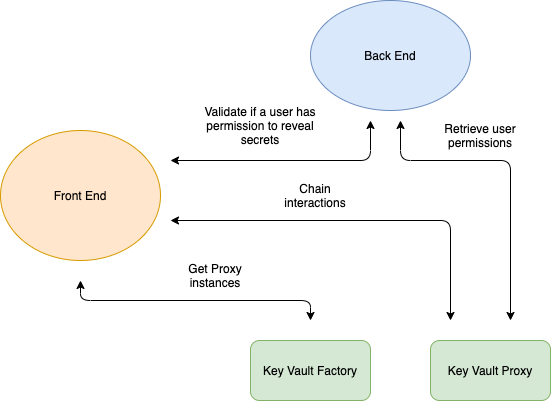 Back End
Validate if a user has
permission to reveal
secrets
Retrieve user
permissions
Front End
Chain
interactions
Get Proxy
instances
Key Vault Factory
Key Vault Proxy